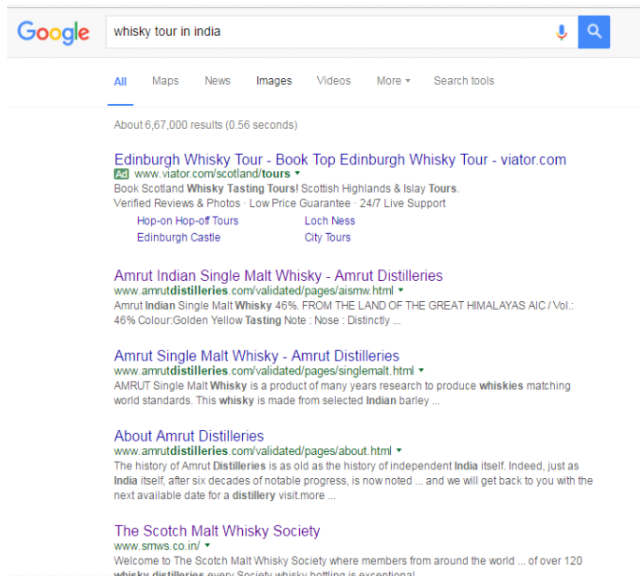 Google
whisky tour in india
All Maps News Images Videos More Search tools
About 6,67,000 results (0.56 seconds)
Edinburgh Whisky Tour - Book Top Edinburgh Whisky Tour - viator.com
Ad www.viator.com/scotland/tours
Book Scotland Whisky Tasting Tours! Scottish Highlands & Islay Tours.
Verified Reviews & Photos · Low Price Guarantee · 24/7 Live Support
Hop-on Hop-off Tours Loch Ness
Edinburgh Castle City Tours
Amrut Indian Single Malt Whisky - Amrut Distilleries
www.amrutdistilleries.com/validated/pages/aismw.html
Amrut Indian Single Malt Whisky 46%. FROM THE LAND OF THE GREAT HIMALAYAS AIC / Vol.:
46% Colour:Golden Yellow Tasting Note : Nose : Distinctly ...
Amrut Single Malt Whisky - Amrut Distilleries
www.amrutdistilleries.com/validated/pages/singlemalt.html
AMRUT Single Malt Whisky is a product of many years research to produce whiskies matching
world standards. This whisky is made from selected Indian barley ...
About Amrut Distilleries
www.amrutdistilleries.com/validated/pages/about.html
The history of Amrut Distilleries is as old as the history of independent India itself. Indeed, just as
India itself, after six decades of notable progress, is now noted ... and we will get back to you with the
next available date for a distillery visit.more ...
The Scotch Malt Whisky Society
www.smws.co.in/
Welcome to The Scotch Malt Whisky Society where members from around the world ... of over 120
whisky distilleries every Society whisky bottling is exceptional